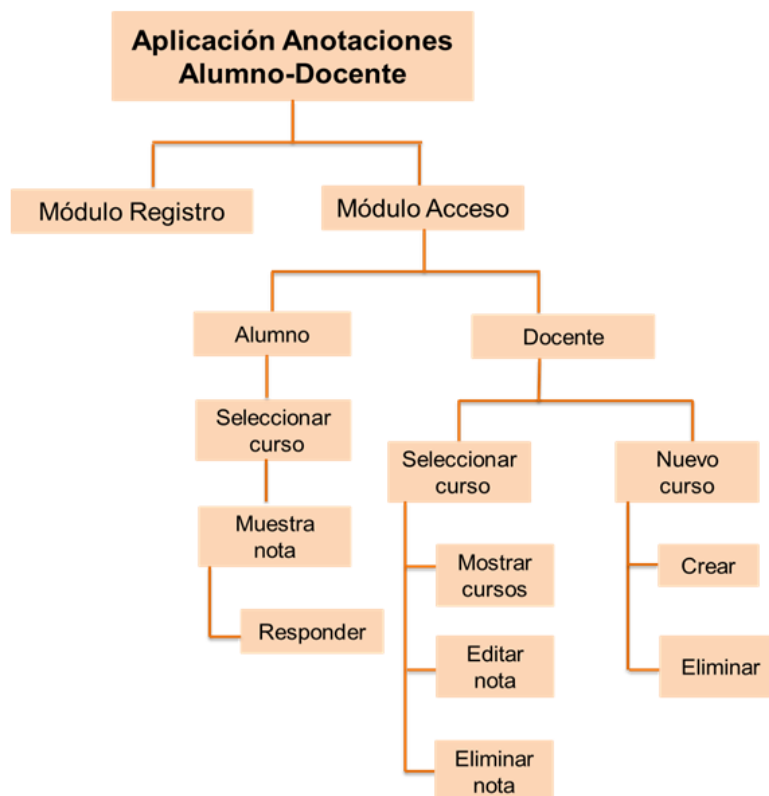 Aplicación Anotaciones
Alumno-Docente
Módulo Registro
Módulo Acceso
Alumno
Docente
Seleccionar
curso
Seleccionar
curso
Nuevo
curso
Muestra
nota
Mostrar
cursos
Crear
Responder
Editar
nota
Eliminar
Eliminar
nota